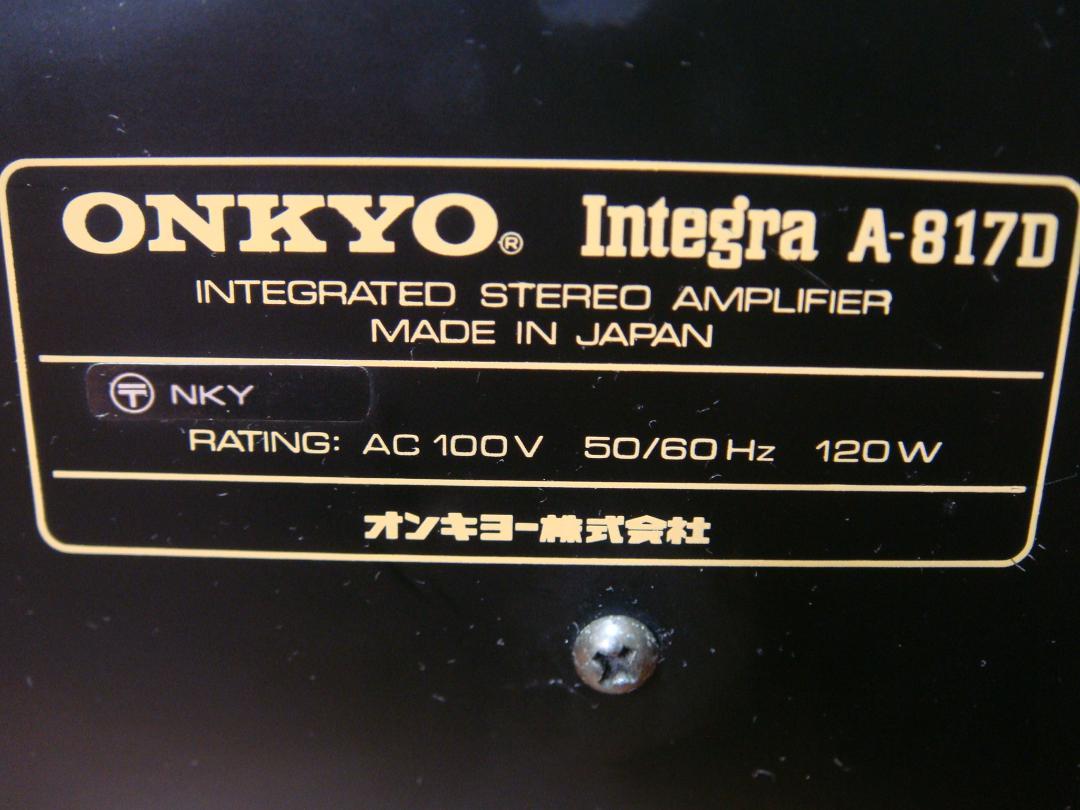 ONKYO® Integra A-817D
INTEGRATED STEREO AMPLIFIER
MADE IN JAPAN
〶 NKY
RATING: AC 100V 50/60Hz 120W
オンキヨー株式会社